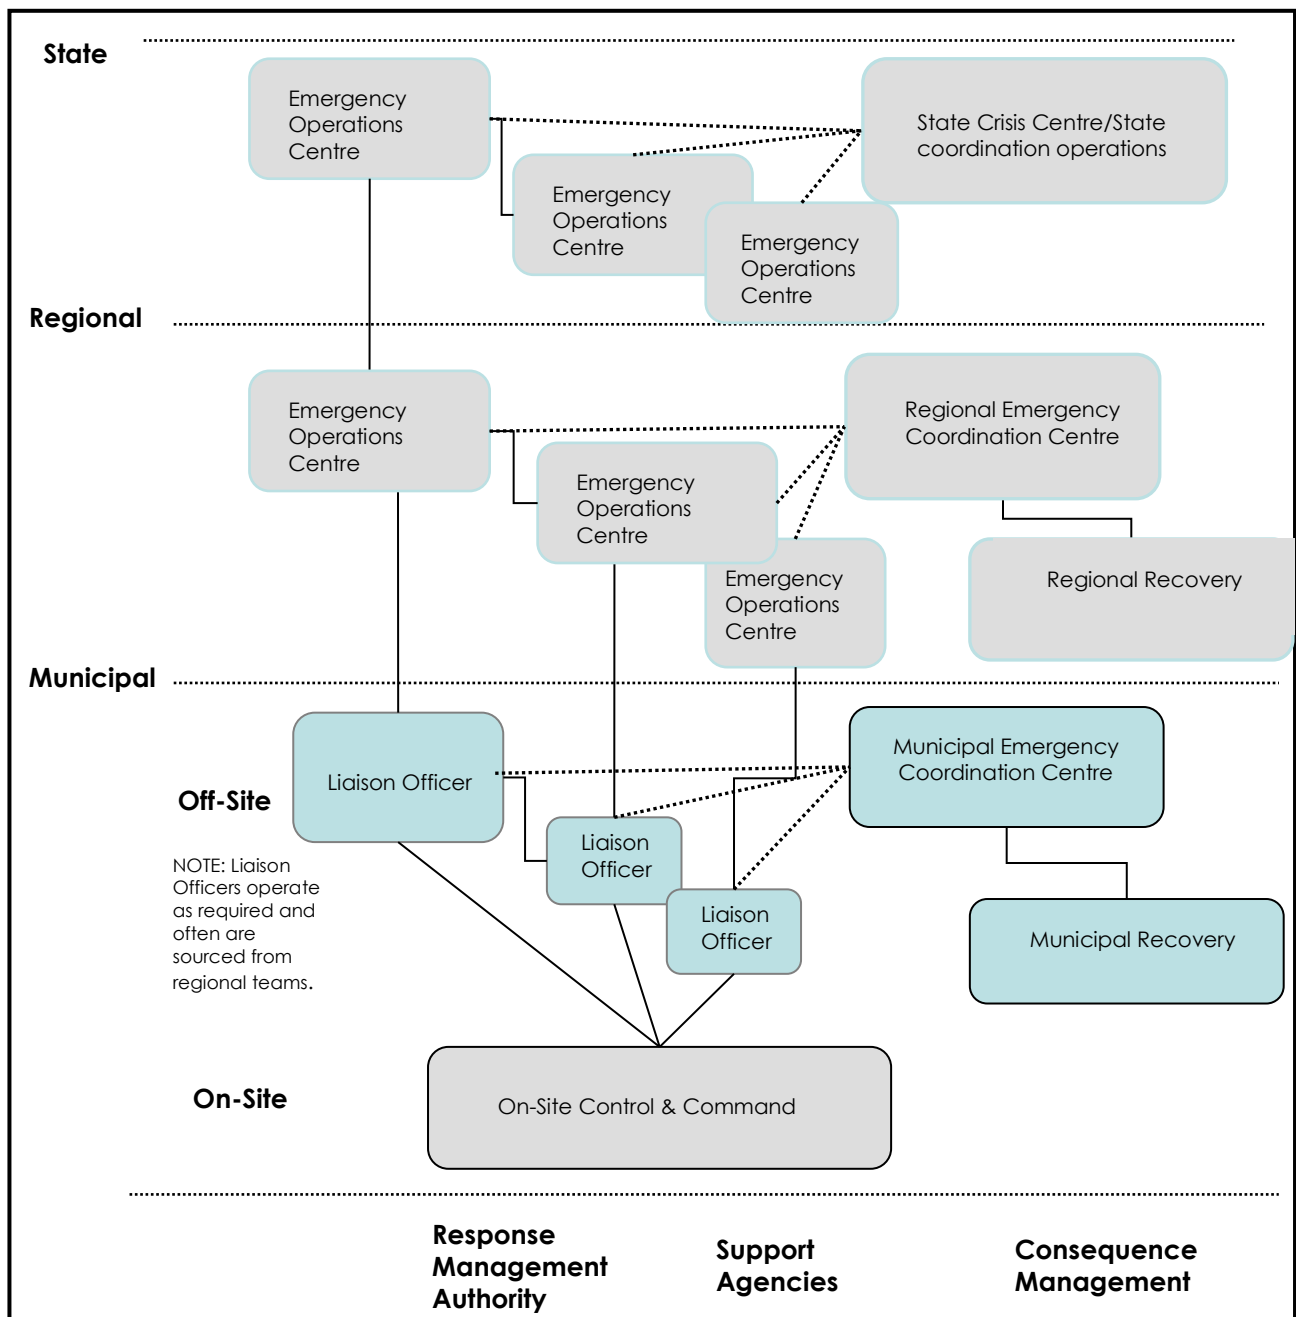 State
Emergency
Operations
Centre
State Crisis Centre/State
coordination operations
Emergency
Operations
Centre
Emergency
Operations
Centre
Regional
Emergency
Operations
Centre
Regional Emergency
Coordination Centre
Emergency
Operations
Centre
Emergency
Operations
Centre
Regional Recovery
Municipal
Off-Site
Liaison Officer
Municipal Emergency
Coordination Centre
Liaison
Officer
Liaison
Officer
Municipal Recovery
NOTE: Liaison
Officers operate
as required and
often are
sourced from
regional teams.
On-Site
On-Site Control & Command
Response
Management
Authority
Support
Agencies
Consequence
Management